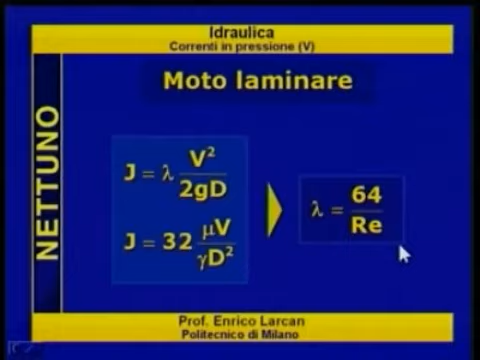 Idraulica
Correnti in pressione (V)
Moto laminare
NETTUNO
J = λ V² / 2gD
J = 32 μV / γD²
λ = 64 / Re
Prof. Enrico Larcan
Politecnico di Milano